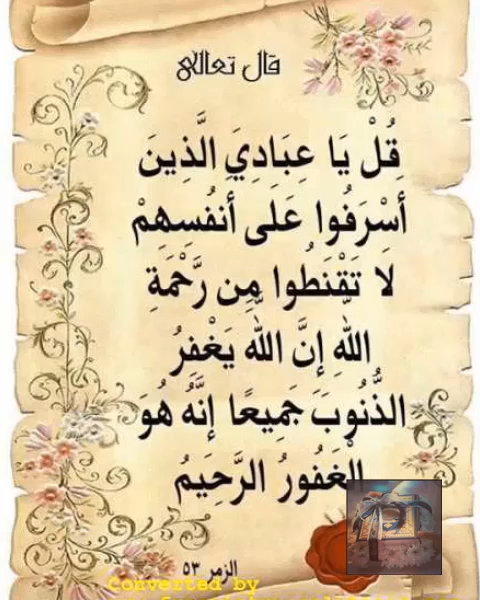 قال تعالى
قُلْ يَا عِبَادِيَ الَّذِينَ
أَسْرَفُوا عَلَى أَنفُسِهِمْ
لَا تَقْنَطُوا مِن رَّحْمَةِ
اللَّهِ إِنَّ اللَّهَ يَغْفِرُ
الذُّنُوبَ جَمِيعًا إِنَّهُ هُوَ
الْغَفُورُ الرَّحِيمُ
الزمر ٥٣
Converted by